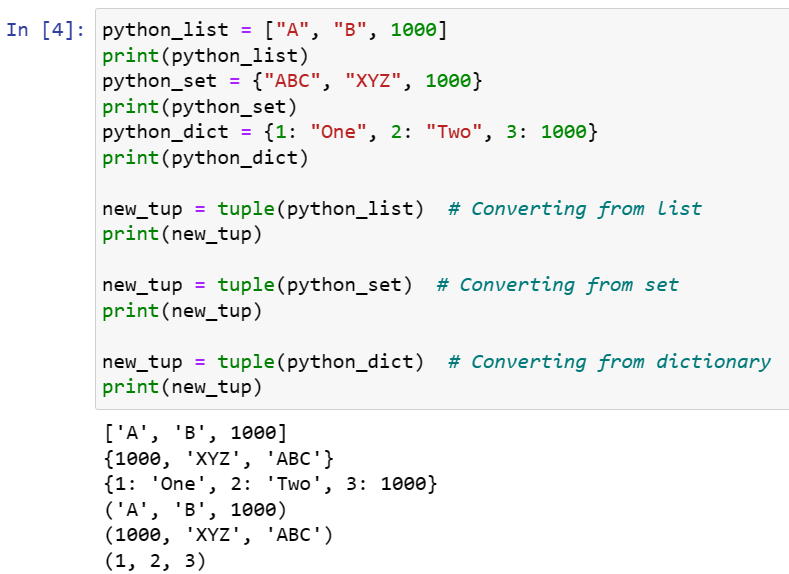 In [4]: python_list = ["A", "B", 1000]
print(python_list)
python_set = {"ABC", "XYZ", 1000}
print(python_set)
python_dict = {1: "One", 2: "Two", 3: 1000}
print(python_dict)
new_tup = tuple(python_list)  # Converting from list
print(new_tup)
new_tup = tuple(python_set)  # Converting from set
print(new_tup)
new_tup = tuple(python_dict)  # Converting from dictionary
print(new_tup)
['A', 'B', 1000]
{1000, 'XYZ', 'ABC'}
{1: 'One', 2: 'Two', 3: 1000}
('A', 'B', 1000)
(1000, 'XYZ', 'ABC')
(1, 2, 3)